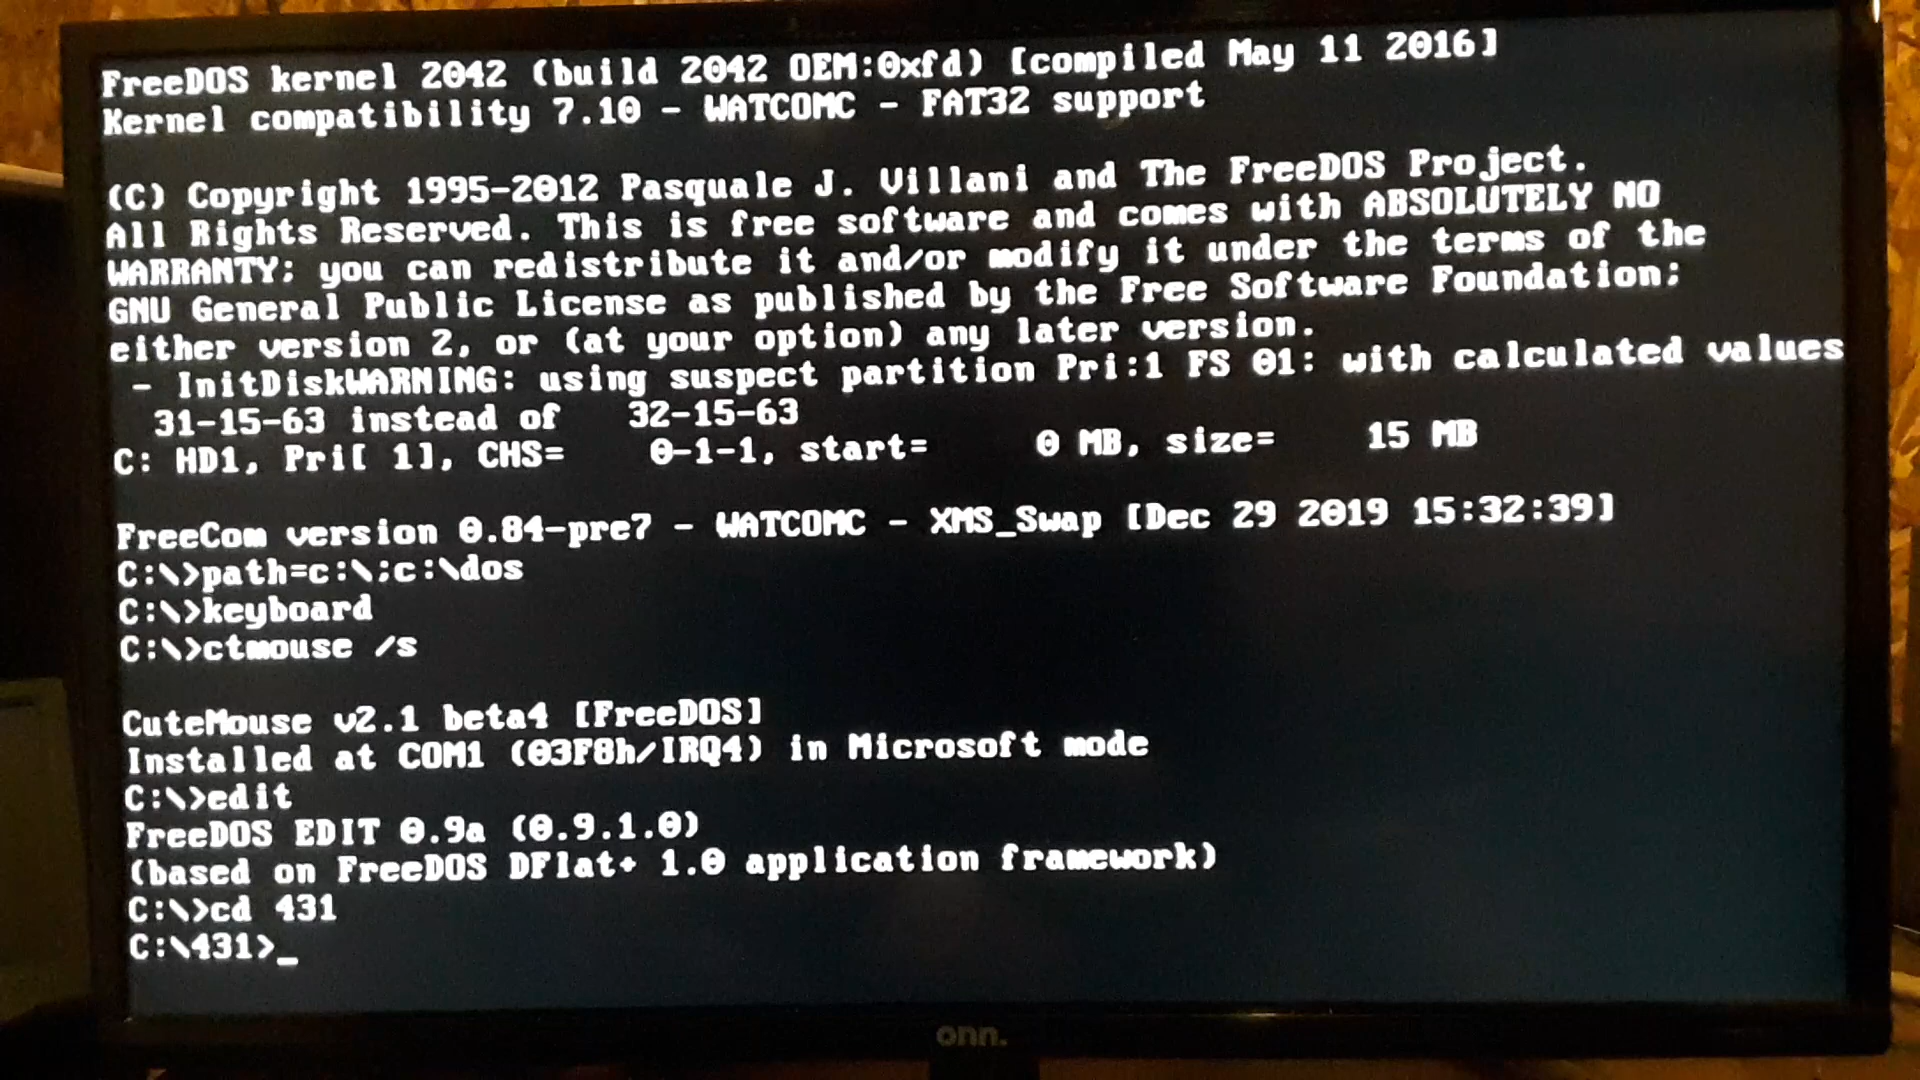 FreeDOS kernel 2042 (build 2042 OEM:0xfd) [compiled May 11 2016]
Kernel compatibility 7.10 - WATCOMC - FAT32 support
(C) Copyright 1995-2012 Pasquale J. Villani and The FreeDOS Project.
All Rights Reserved. This is free software and comes with ABSOLUTELY NO
WARRANTY; you can redistribute it and/or modify it under the terms of the
GNU General Public License as published by the Free Software Foundation;
either version 2, or (at your option) any later version.
- InitDiskWARNING: using suspect partition Pri:1 FS 01: with calculated values
31-15-63 instead of 32-15-63
C: HD1, Pri[ 1], CHS= 0-1-1, start= 0 MB, size= 15 MB
FreeCom version 0.84-pre7 - WATCOMC - XMS_Swap [Dec 29 2019 15:32:39]
C:\>path=c:\;c:\dos
C:\>keyboard
C:\>ctmouse /s
CuteMouse v2.1 beta4 [FreeDOS]
Installed at COM1 (03F8h/IRQ4) in Microsoft mode
C:\>edit
FreeDOS EDIT 0.9a (0.9.1.0)
(based on FreeDOS DFlat+ 1.0 application framework)
C:\>cd 431
C:\431>_
onn.